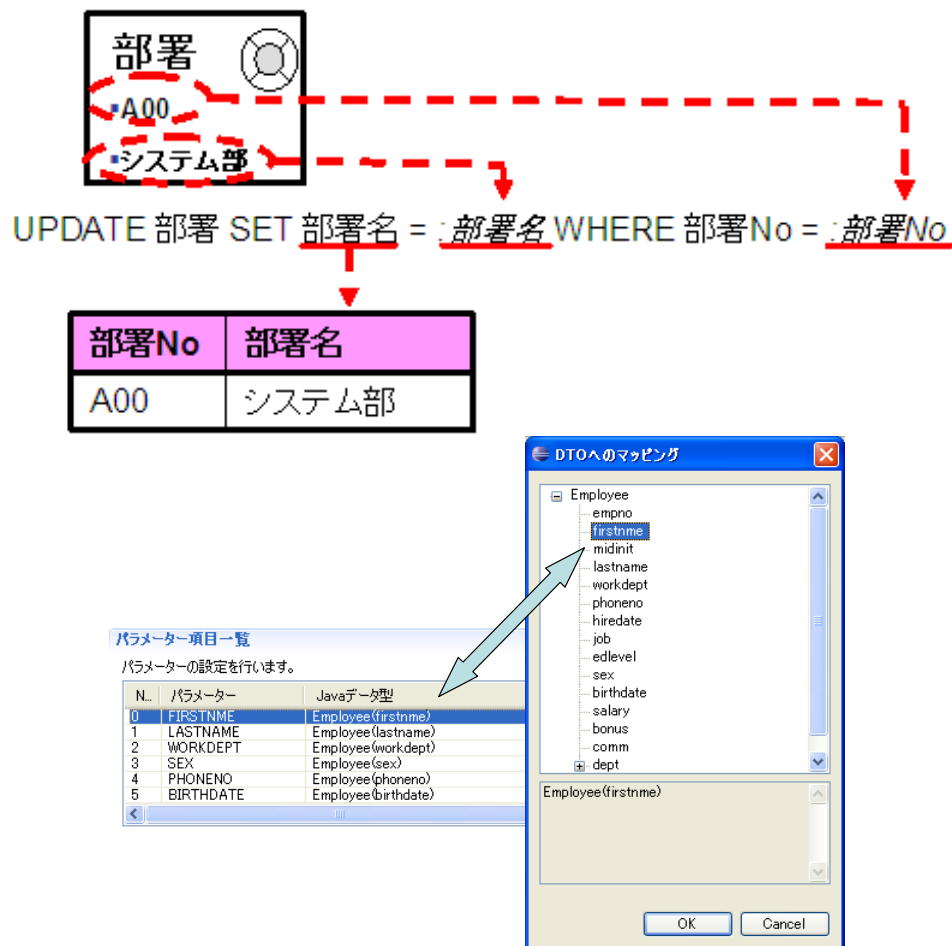 部署
▪A00
▪システム部
UPDATE 部署 SET 部署名 = :部署名 WHERE 部署No = :部署No
部署No 部署名
A00 システム部
DTOへのマッピング
Employee
empno
firstnme
midinit
lastname
workdept
phoneno
hiredate
job
edlevel
sex
birthdate
salary
bonus
comm
dept
Employee(firstnme)
OK Cancel
パラメーター項目一覧
パラメーターの設定を行います。
N... パラメーター Javaデータ型
0 FIRSTNME Employee(firstnme)
1 LASTNAME Employee(lastname)
2 WORKDEPT Employee(workdept)
3 SEX Employee(sex)
4 PHONENO Employee(phoneno)
5 BIRTHDATE Employee(birthdate)